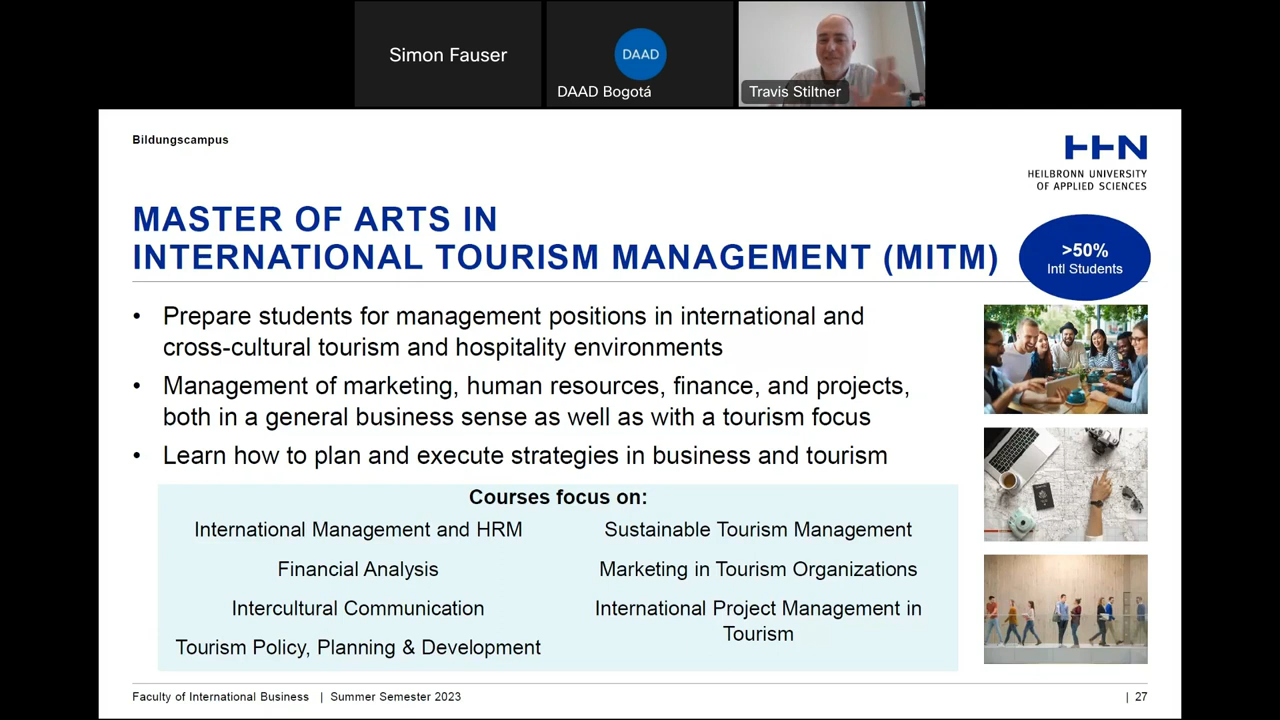 Simon Fauser
DAAD
DAAD Bogotá
Travis Stiltner
Bildungscampus
HHN
HEILBRONN UNIVERSITY
OF APPLIED SCIENCES
MASTER OF ARTS IN
INTERNATIONAL TOURISM MANAGEMENT (MITM)
>50%
Intl Students
• Prepare students for management positions in international and
cross-cultural tourism and hospitality environments
• Management of marketing, human resources, finance, and projects,
both in a general business sense as well as with a tourism focus
• Learn how to plan and execute strategies in business and tourism
Courses focus on:
International Management and HRM
Financial Analysis
Intercultural Communication
Tourism Policy, Planning & Development
Sustainable Tourism Management
Marketing in Tourism Organizations
International Project Management in
Tourism
Faculty of International Business | Summer Semester 2023
| 27